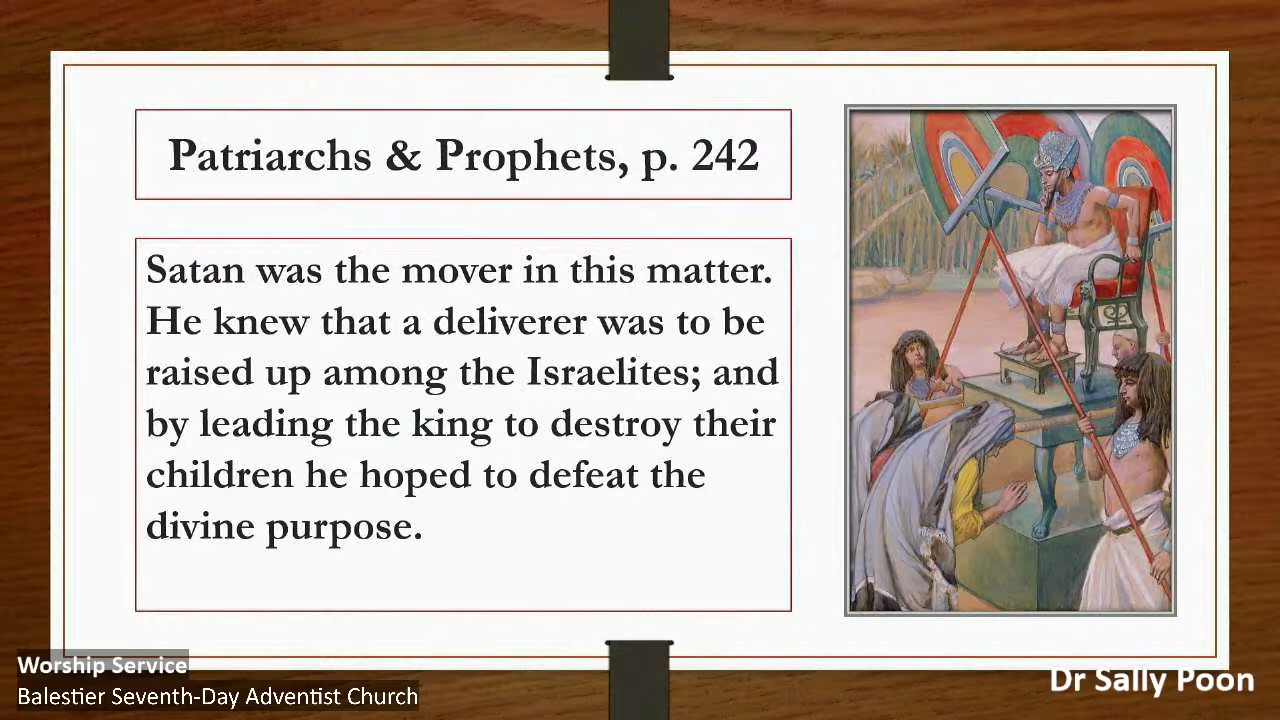 Patriarchs & Prophets, p. 242
Satan was the mover in this matter.
He knew that a deliverer was to be
raised up among the Israelites; and
by leading the king to destroy their
children he hoped to defeat the
divine purpose.
Worship Service
Balestier Seventh-Day Adventist Church
Dr Sally Poon